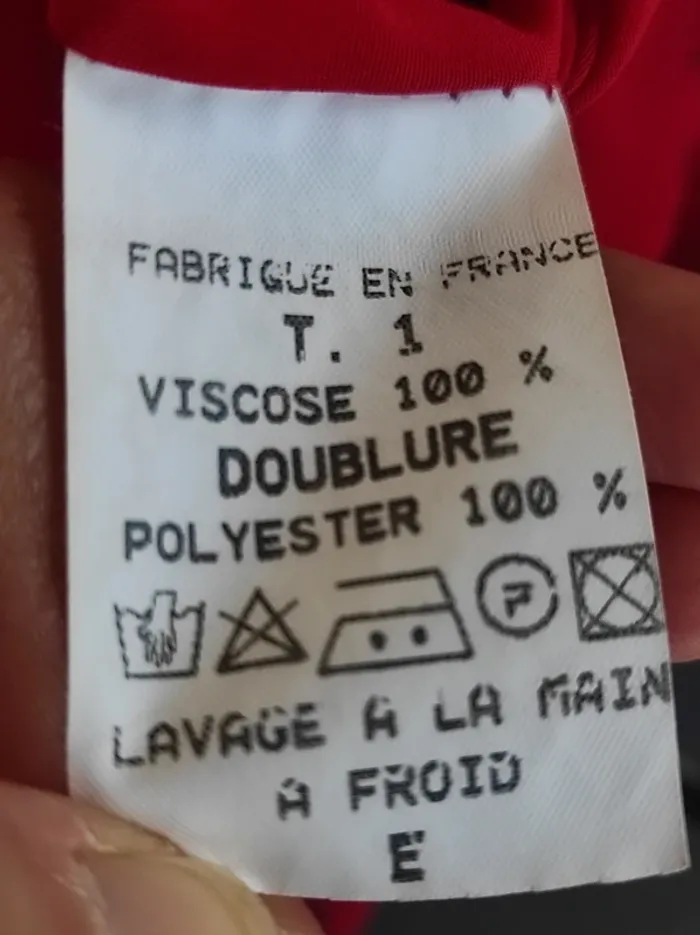 FABRIQUE EN FRANCE
T. 1
VISCOSE 100 %
DOUBLURE
POLYESTER 100 %
P
LAVAGE A LA MAIN
A FROID
E